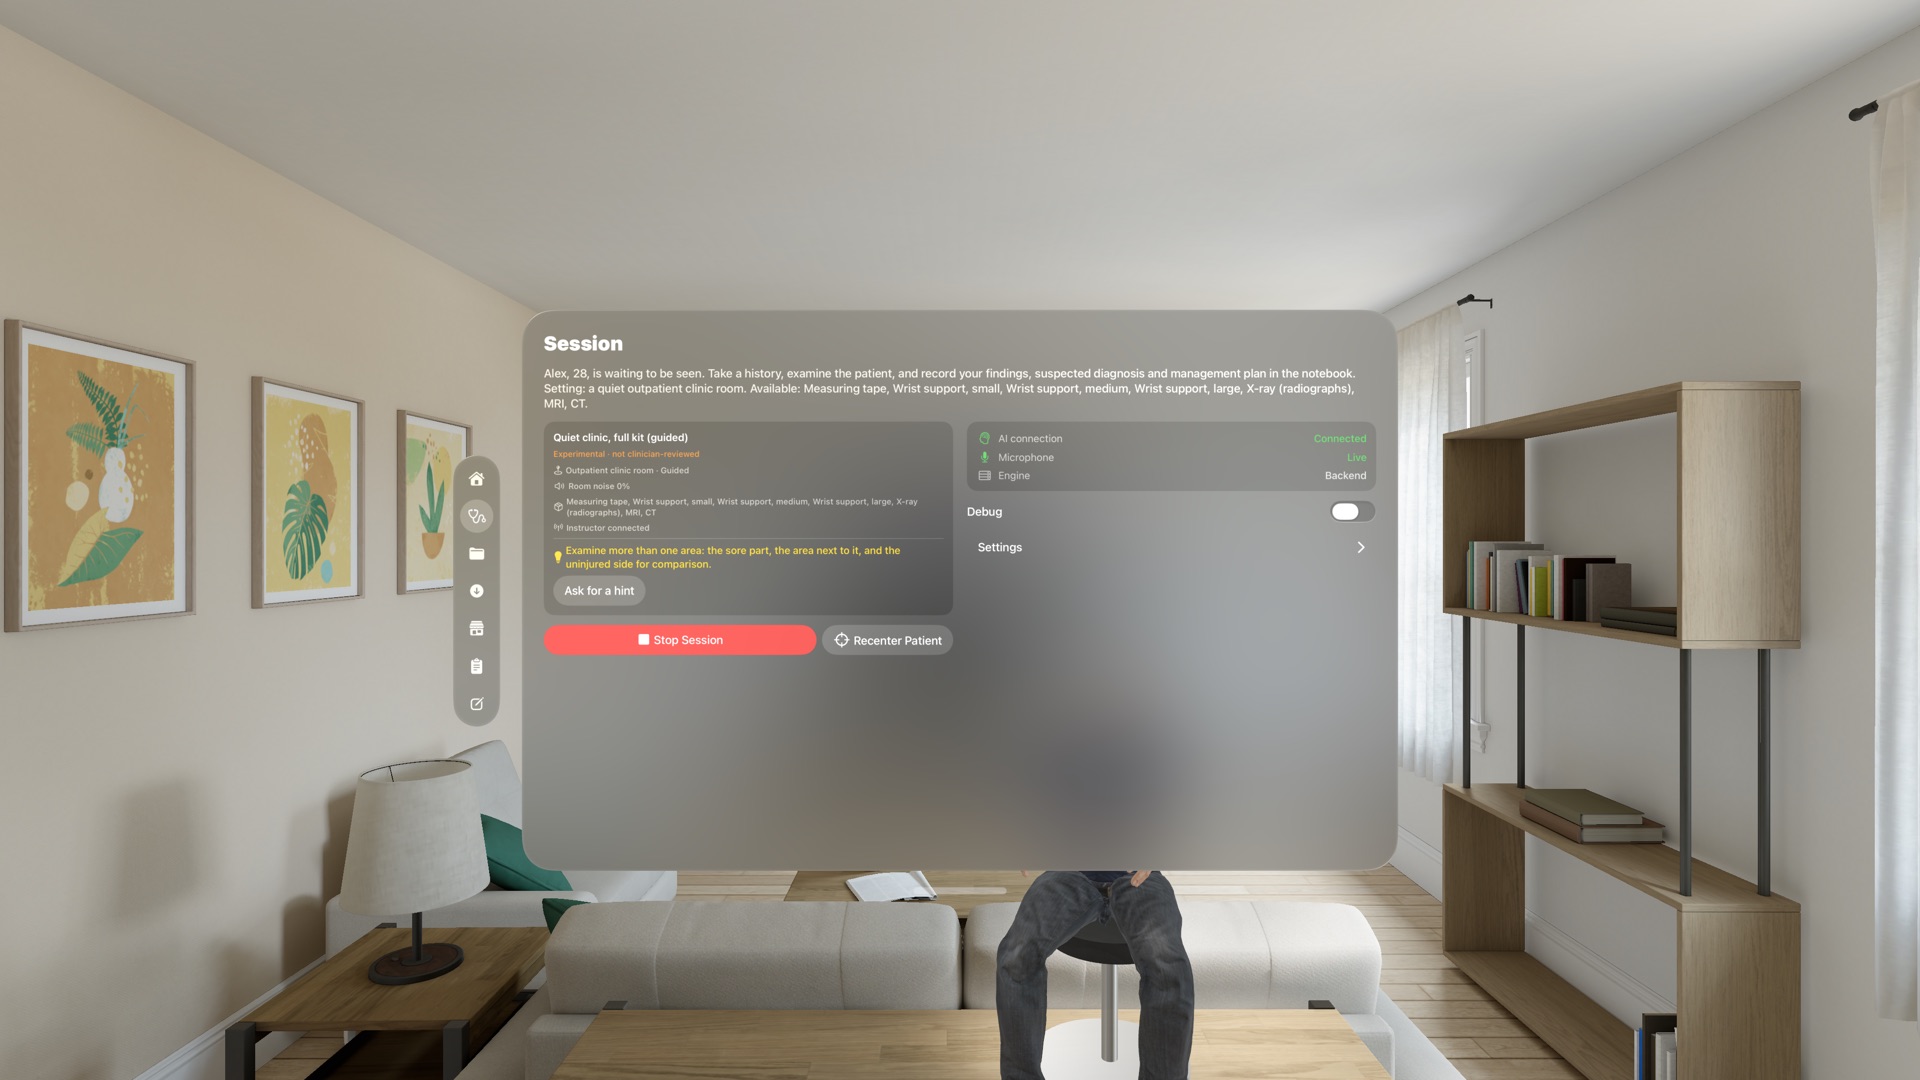 Session
Alex, 28, is waiting to be seen. Take a history, examine the patient, and record your findings, suspected diagnosis and management plan in the notebook.
Setting: a quiet outpatient clinic room. Available: Measuring tape, Wrist support, small, Wrist support, medium, Wrist support, large, X-ray (radiographs),
MRI, CT.
Quiet clinic, full kit (guided)
Experimental · not clinician-reviewed
Outpatient clinic room · Guided
Room noise 0%
Measuring tape, Wrist support, small, Wrist support, medium, Wrist support, large, X-ray
(radiographs), MRI, CT
Instructor connected
Examine more than one area: the sore part, the area next to it, and the
uninjured side for comparison.
Ask for a hint
Stop Session
Recenter Patient
AI connection Connected
Microphone Live
Engine Backend
Debug
Settings